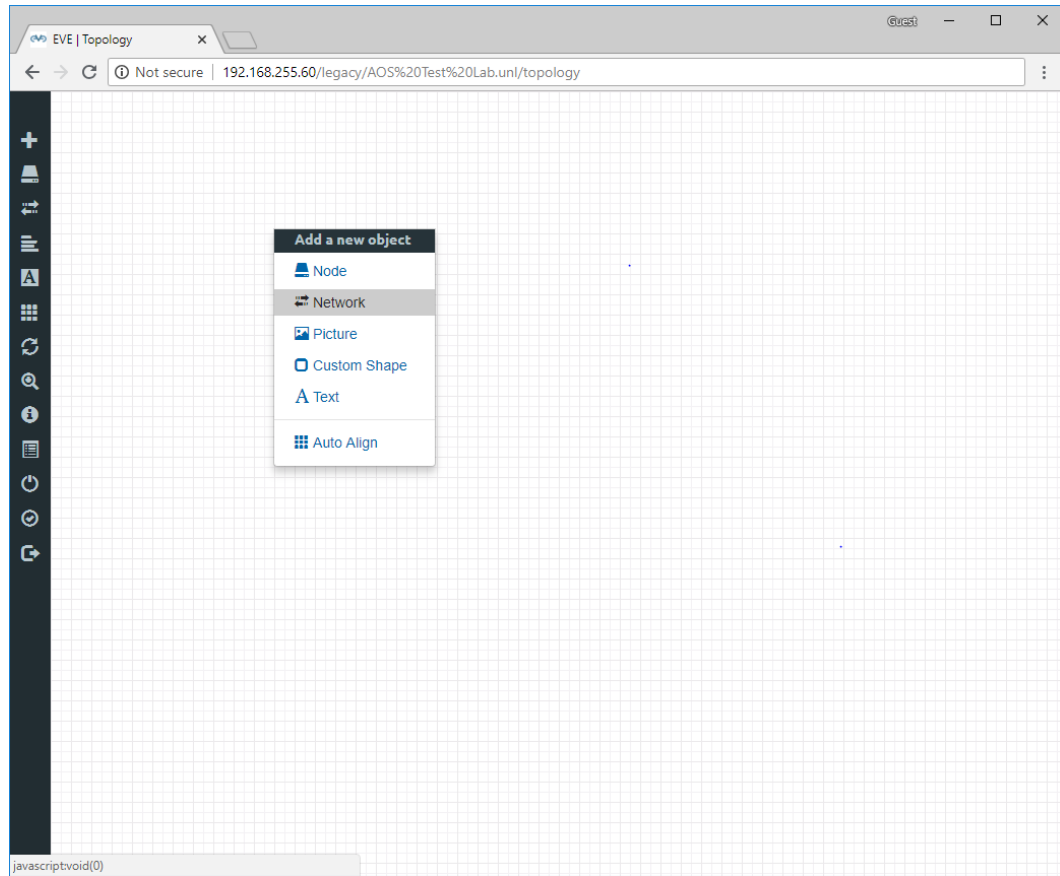 Guest
EVE | Topology
Not secure | 192.168.255.60/legacy/AOS%20Test%20Lab.unl/topology
Add a new object
Node
Network
Picture
Custom Shape
A Text
Auto Align
A
javascript:void(0)